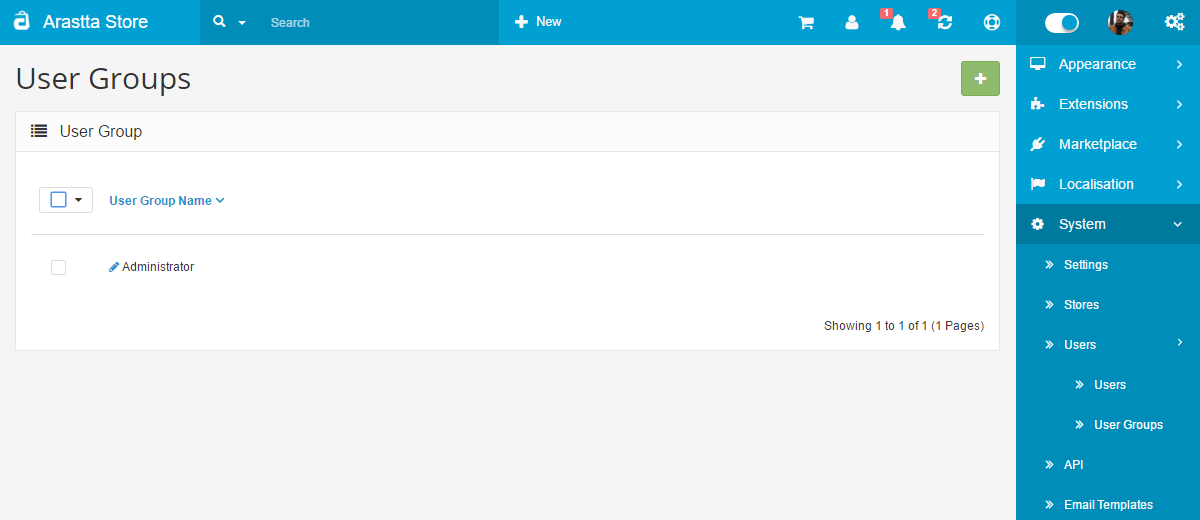 Arastta Store
Search
New
1
2
User Groups
User Group
User Group Name
Administrator
Showing 1 to 1 of 1 (1 Pages)
Appearance
Extensions
Marketplace
Localisation
System
Settings
Stores
Users
Users
User Groups
API
Email Templates